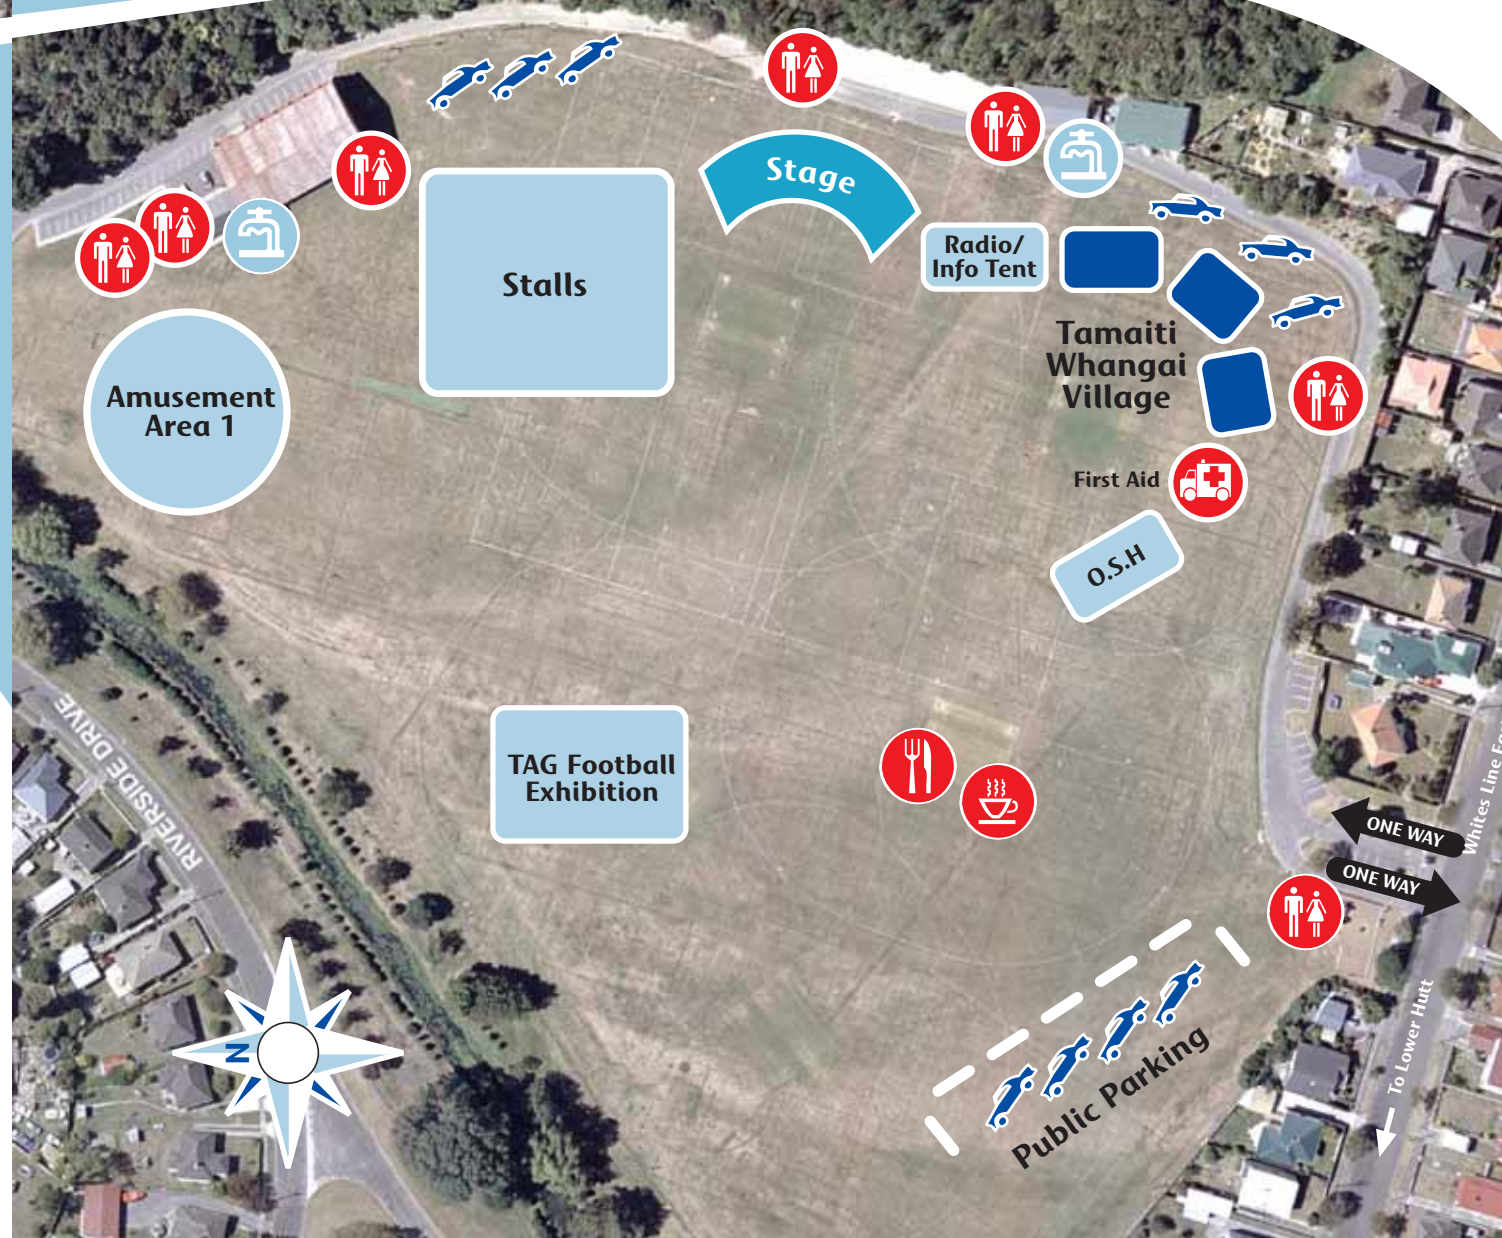 Stage
Radio/
Info Tent
Stalls
Tamaiti
Whangai
Village
Amusement
Area 1
First Aid
O.S.H
RIVERSIDE DRIVE
TAG Football
Exhibition
Whites Line
ONE WAY
ONE WAY
To Lower Hutt
Public Parking
N